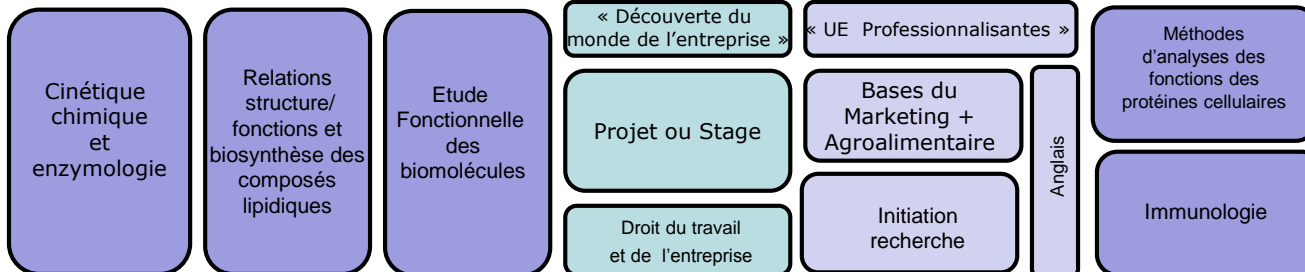 Cinétique
chimique
et
enzymologie
Relations
structure/
fonctions et
biosynthèse des
composés
lipidiques
Etude
Fonctionnelle
des
biomolécules
« Découverte du
monde de l'entreprise »
Projet ou Stage
Droit du travail
et de l'entreprise
« UE Professionnalisantes »
Bases du
Marketing +
Agroalimentaire
Initiation
recherche
Anglais
Méthodes
d'analyses des
fonctions des
protéines cellulaires
Immunologie